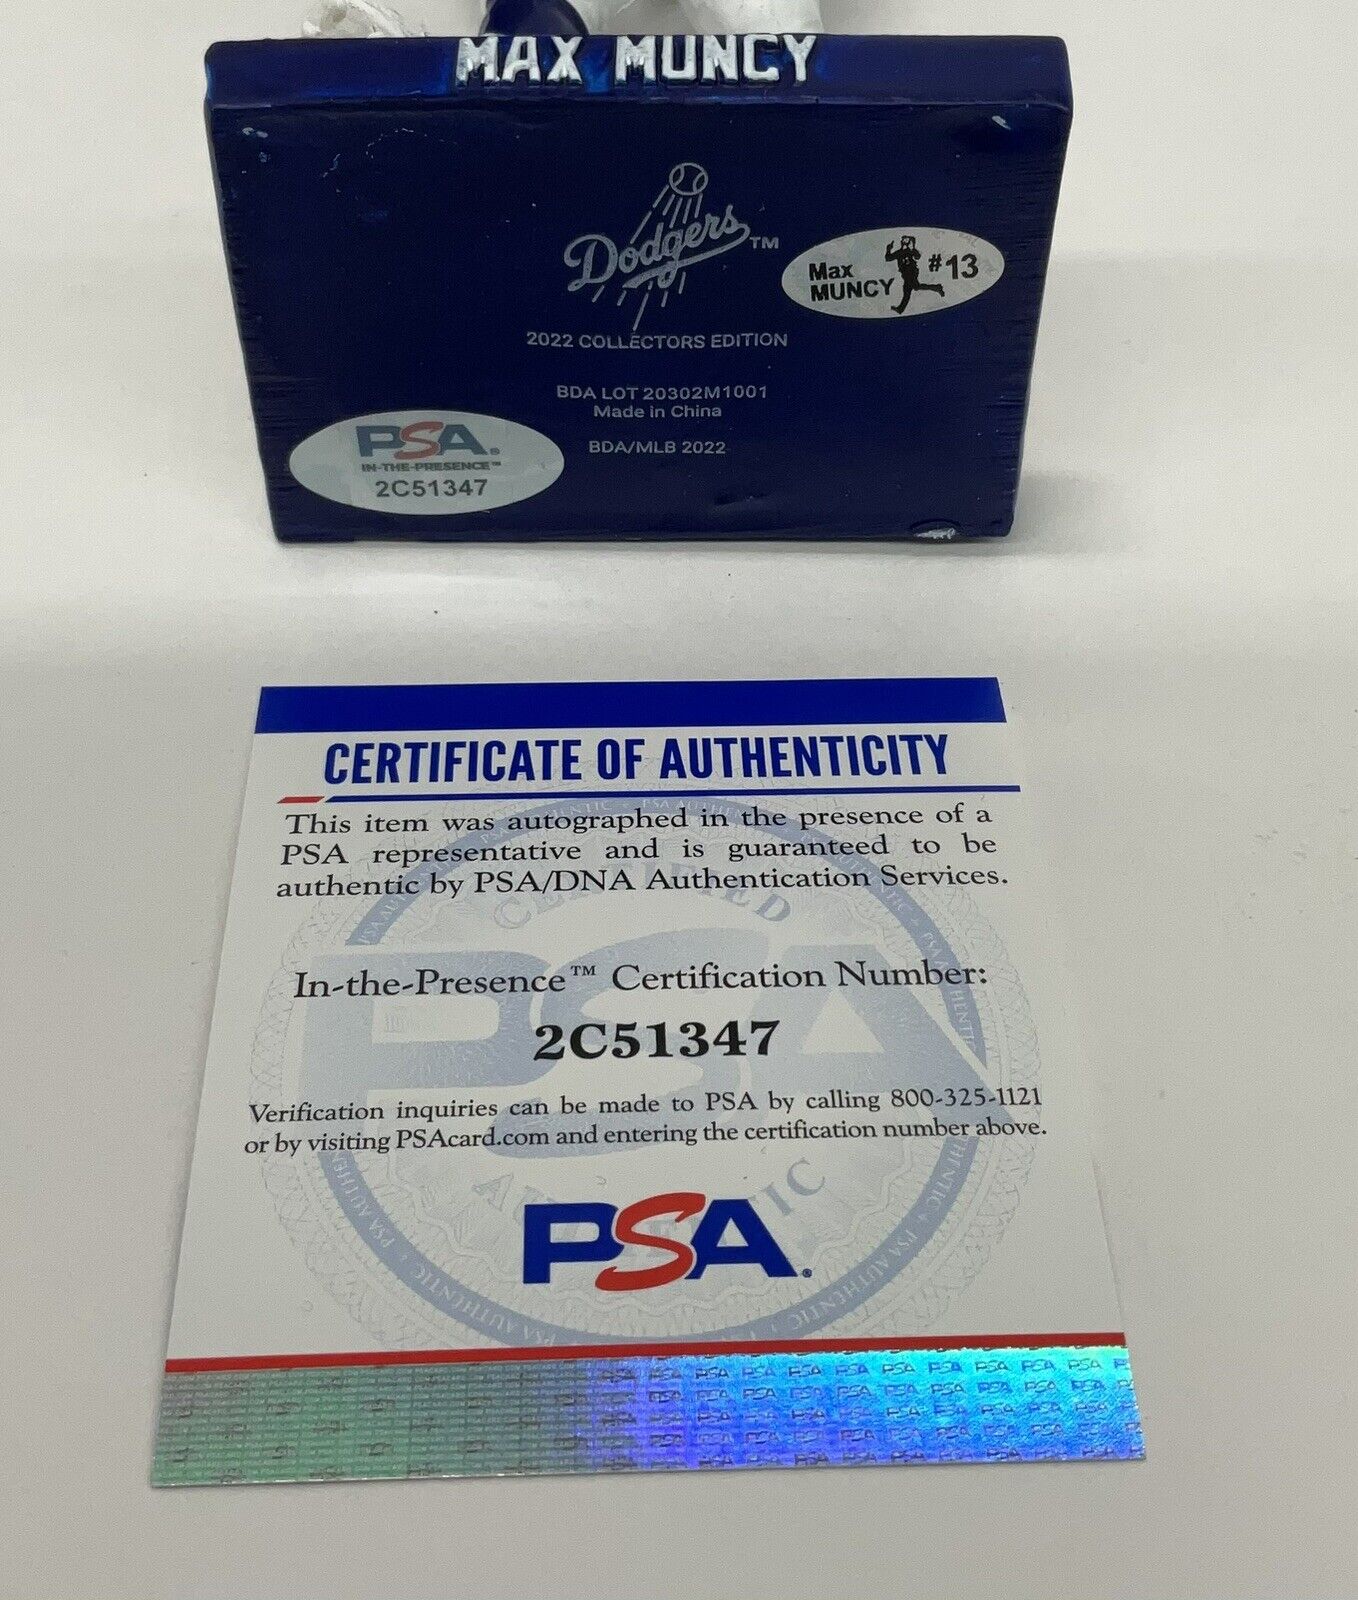 MAX MUNCY
Dodgers™
Max
MUNCY
#13
2022 COLLECTORS EDITION
BDA LOT 20302M1001
Made in China
BDA/MLB 2022
PSA®
IN-THE-PRESENCE™
2C51347
CERTIFICATE OF AUTHENTICITY
This item was autographed in the presence of a
PSA representative and is guaranteed to be
authentic by PSA/DNA Authentication Services.
In-the-Presence™ Certification Number:
2C51347
Verification inquiries can be made to PSA by calling 800-325-1121
or by visiting PSAcard.com and entering the certification number above.
PSA®